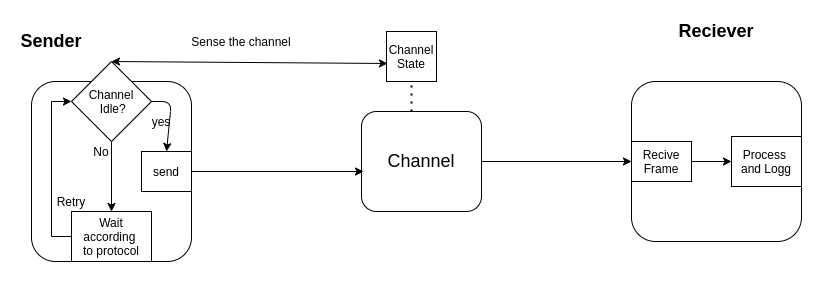 Sender
Sense the channel
Channel
State
Reciever
Channel
Idle?
yes
No
send
Channel
Recive
Frame
Process
and Logg
Retry
Wait
according
to protocol